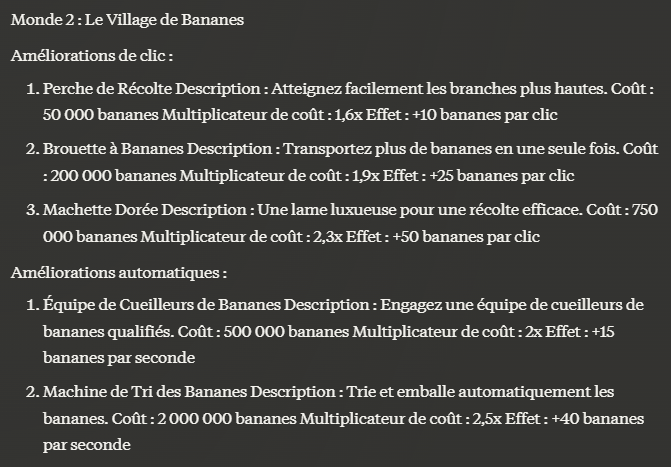 Monde 2 : Le Village de Bananes
Améliorations de clic :
1. Perche de Récolte Description : Atteignez facilement les branches plus hautes. Coût :
50 000 bananes Multiplicateur de coût : 1,6x Effet : +10 bananes par clic
2. Brouette à Bananes Description : Transportez plus de bananes en une seule fois. Coût
: 200 000 bananes Multiplicateur de coût : 1,9x Effet : +25 bananes par clic
3. Machette Dorée Description : Une lame luxueuse pour une récolte efficace. Coût : 750
000 bananes Multiplicateur de coût : 2,3x Effet : +50 bananes par clic
Améliorations automatiques :
1. Équipe de Cueilleurs de Bananes Description : Engagez une équipe de cueilleurs de
bananes qualifiés. Coût : 500 000 bananes Multiplicateur de coût : 2x Effet : +15
bananes par seconde
2. Machine de Tri des Bananes Description : Trie et emballe automatiquement les
bananes. Coût : 2 000 000 bananes Multiplicateur de coût : 2,5x Effet : +40 bananes
par seconde